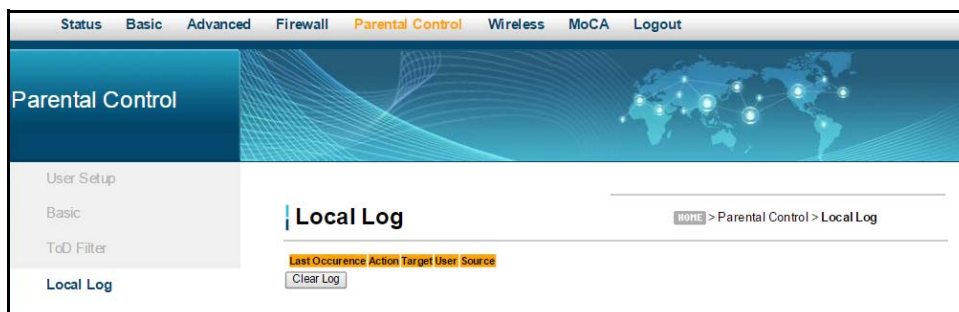 Status Basic Advanced Firewall Parental Control Wireless MoCA Logout
Parental Control
User Setup
Basic
ToD Filter
Local Log
Local Log
HOME > Parental Control > Local Log
Last Occurence Action Target User Source
Clear Log